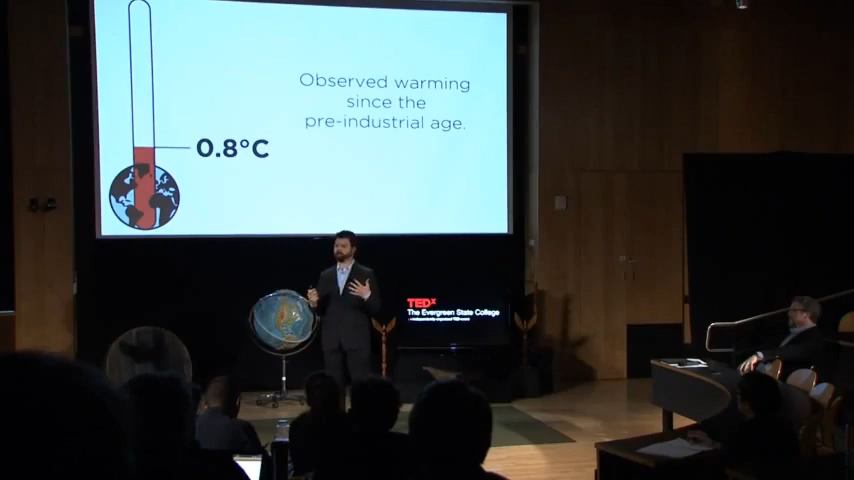 Observed warming
since the
pre-industrial age.
0.8°C
TEDx
The Evergreen State College